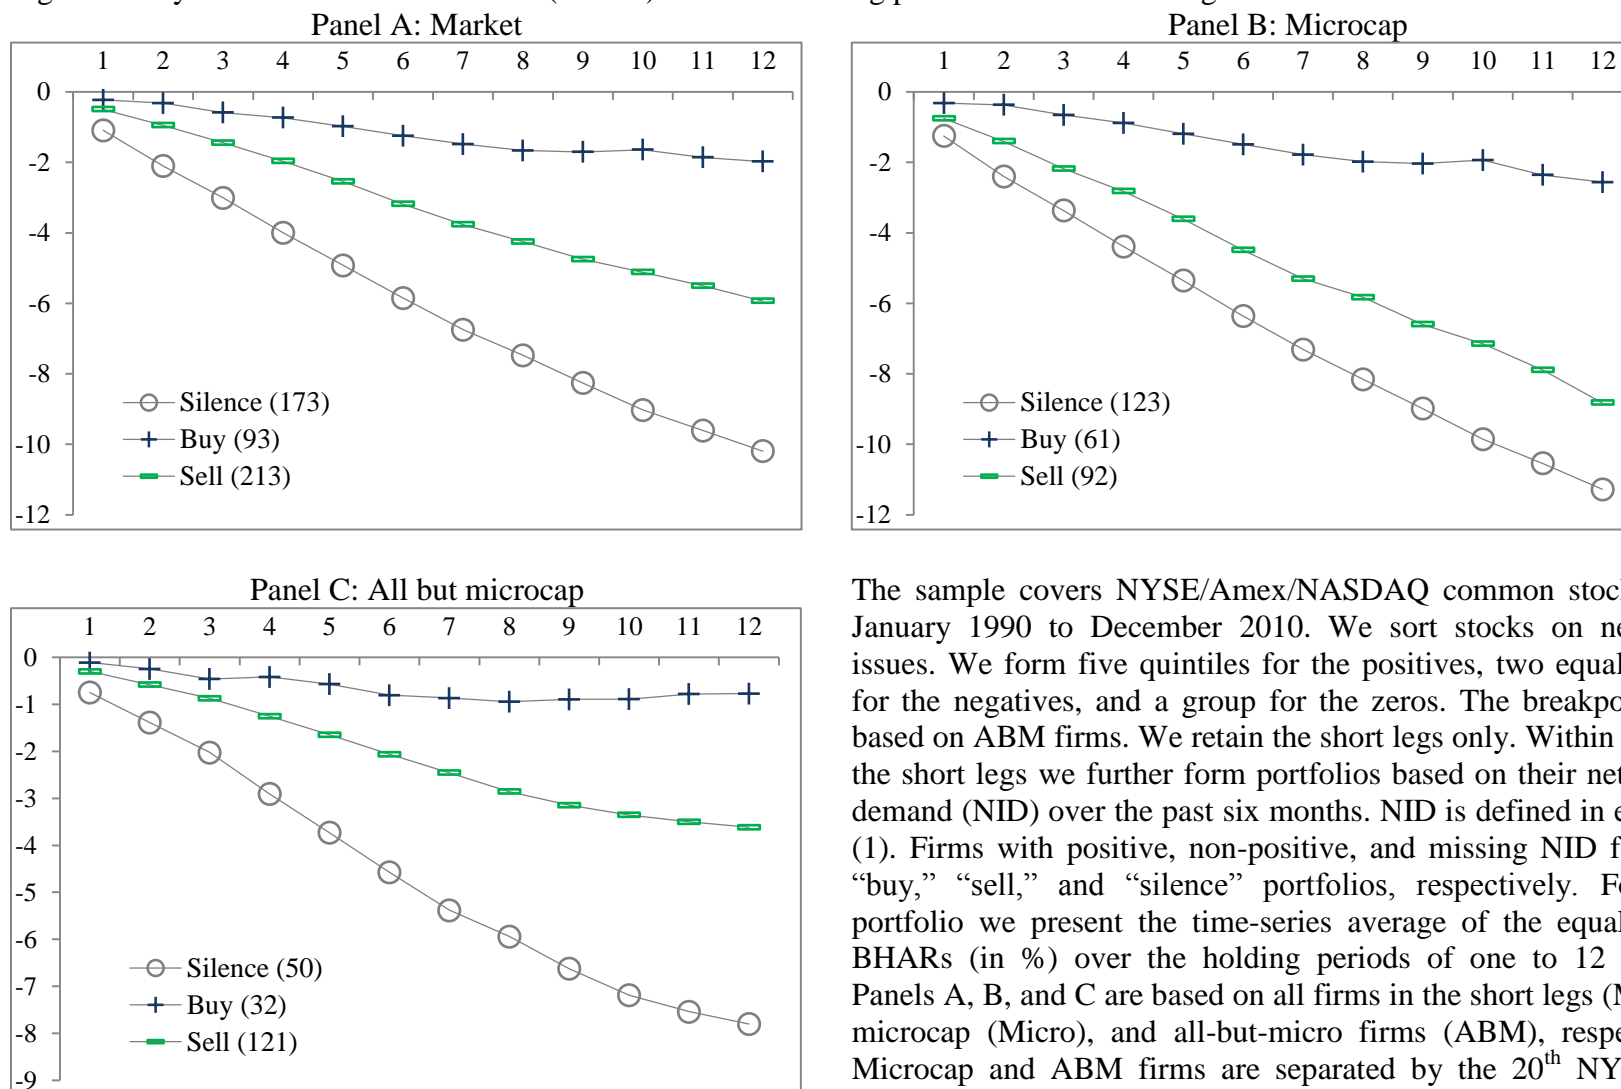 Panel A: Market
1 2 3 4 5 6 7 8 9 10 11 12
0
-2
-4
-6
-8
-10
-12
Silence (173)
Buy (93)
Sell (213)
Panel B: Microcap
1 2 3 4 5 6 7 8 9 10 11 12
0
-2
-4
-6
-8
-10
-12
Silence (123)
Buy (61)
Sell (92)
Panel C: All but microcap
1 2 3 4 5 6 7 8 9 10 11 12
0
-1
-2
-3
-4
-5
-6
-7
-8
-9
Silence (50)
Buy (32)
Sell (121)
The sample covers NYSE/Amex/NASDAQ common
January 1990 to December 2010. We sort stocks on
issues. We form five quintiles for the positives, two
for the negatives, and a group for the zeros. The
based on ABM firms. We retain the short legs only. Within
the short legs we further form portfolios based on their net
demand (NID) over the past six months. NID is defined in
(1). Firms with positive, non-positive, and missing NID
“buy,” “sell,” and “silence” portfolios, respectively.
portfolio we present the time-series average of the
BHARs (in %) over the holding periods of one to 12
Panels A, B, and C are based on all firms in the short legs
microcap (Micro), and all-but-micro firms (ABM),
Microcap and ABM firms are separated by the 20th